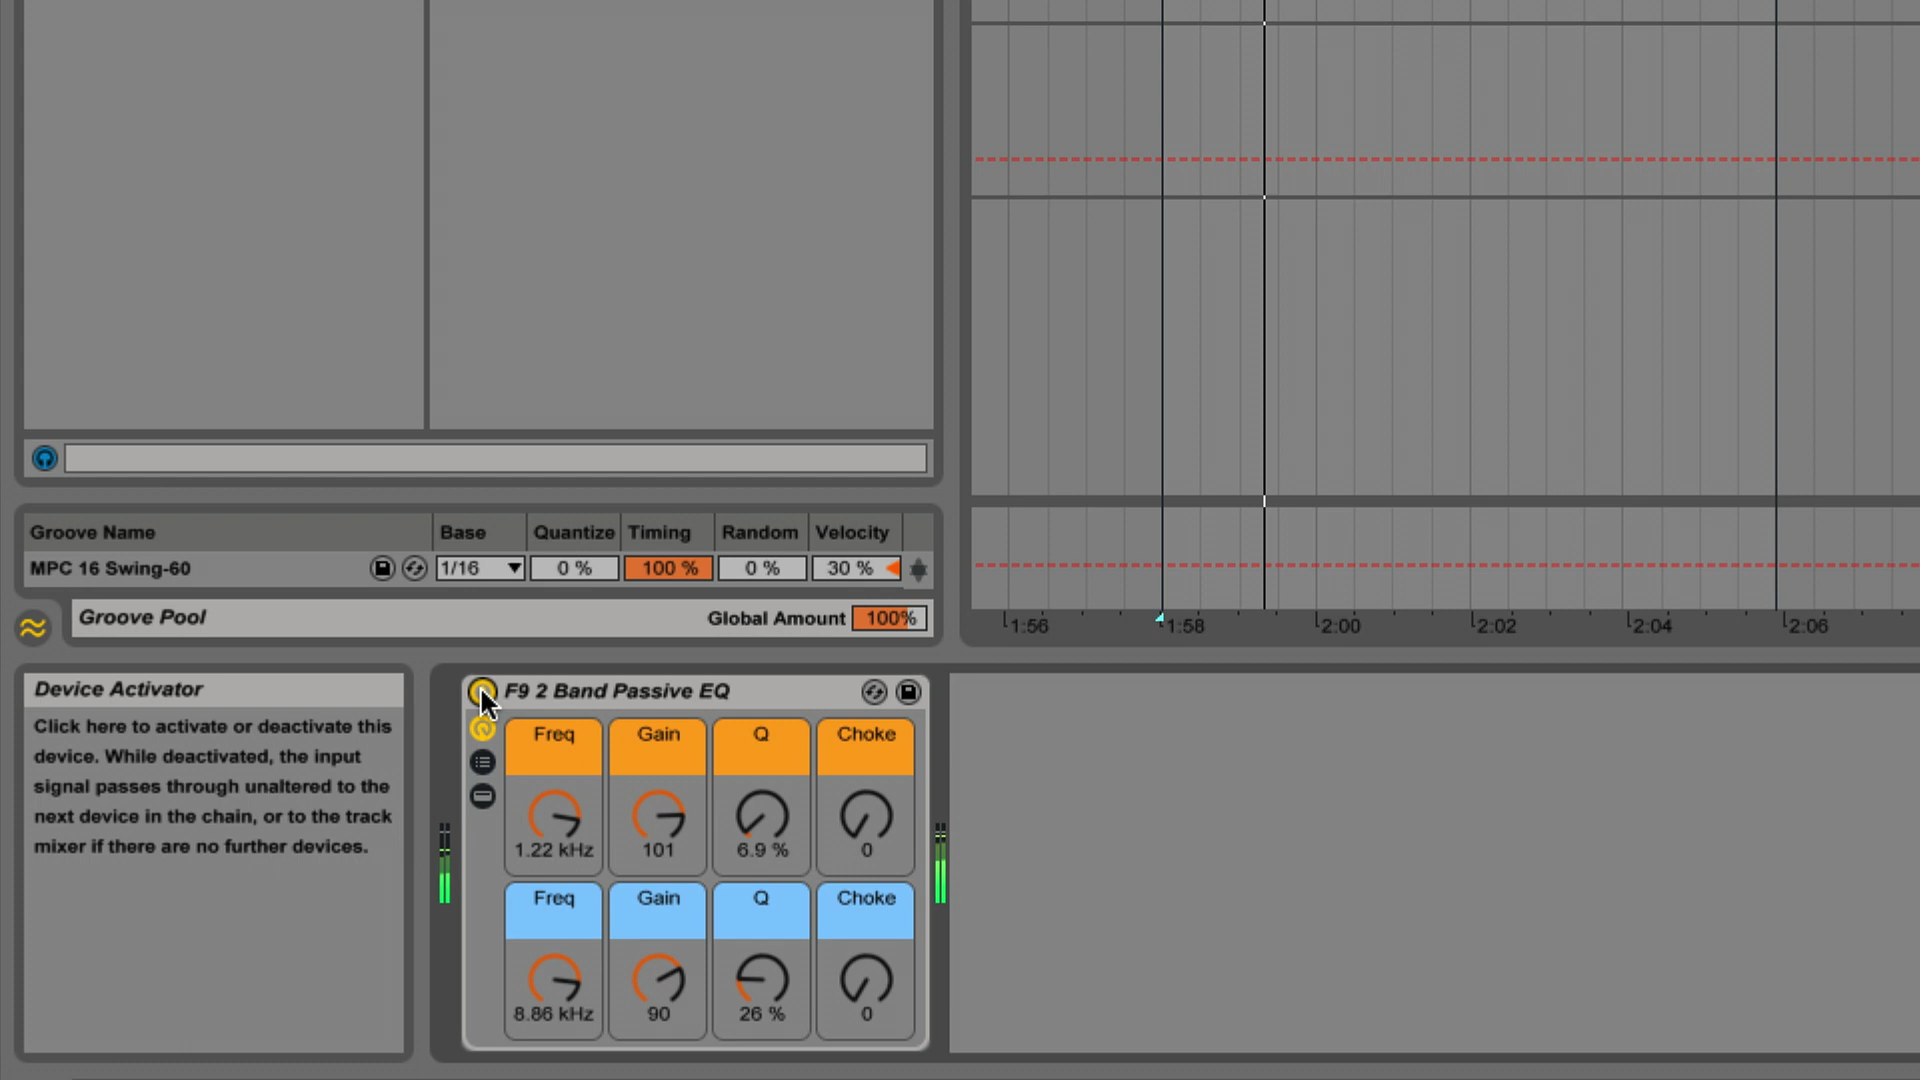 Groove Name Base Quantize Timing Random Velocity
MPC 16 Swing-60 1/16 0 % 100 % 0 % 30 %
Groove Pool Global Amount 100%
1:56 1:58 2:00 2:02 2:04 2:06
Device Activator
Click here to activate or deactivate this
device. While deactivated, the input
signal passes through unaltered to the
next device in the chain, or to the track
mixer if there are no further devices.
F9 2 Band Passive EQ
Freq Gain Q Choke
1.22 kHz 101 6.9 % 0
Freq Gain Q Choke
8.86 kHz 90 26 % 0